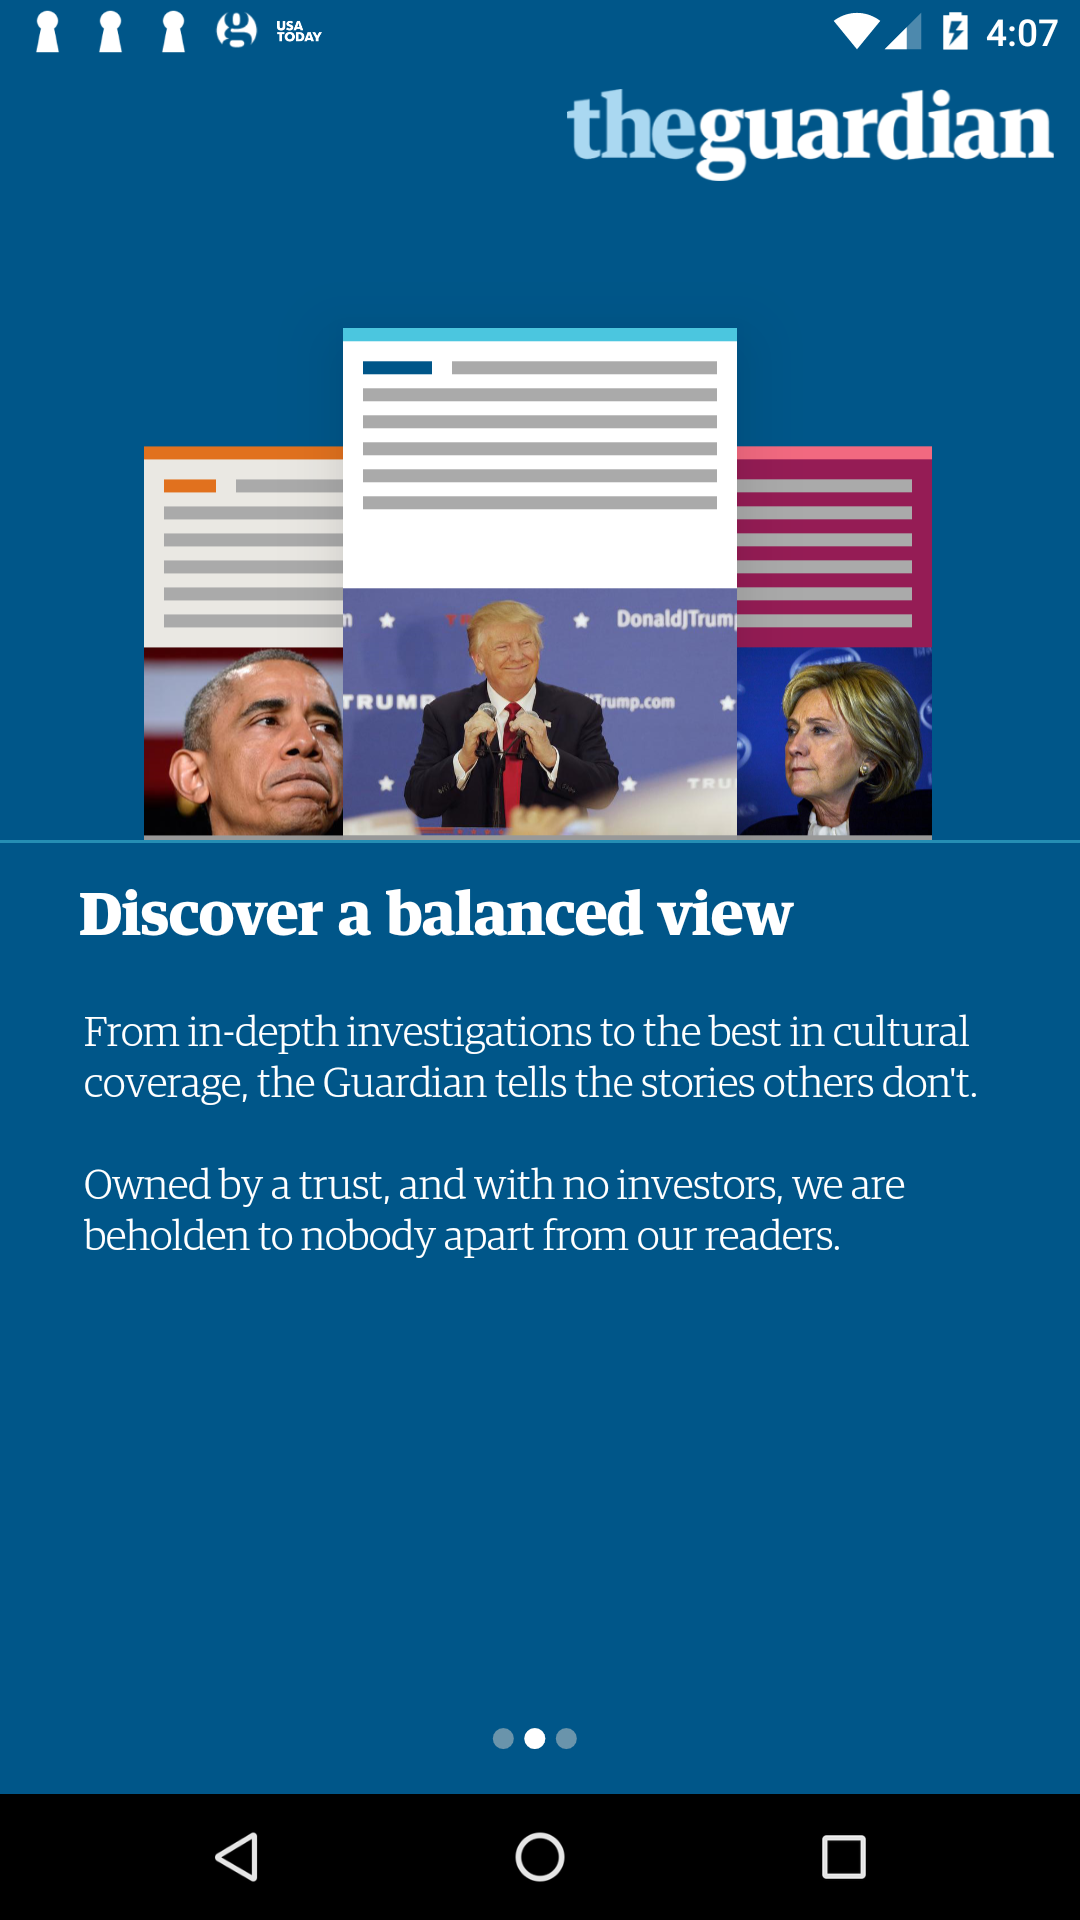 USA
TODAY
4:07
theguardian
DonaldJTrump
TRUMP
Trump.com
TRU
Discover a balanced view
From in-depth investigations to the best in cultural
coverage, the Guardian tells the stories others don't.
Owned by a trust, and with no investors, we are
beholden to nobody apart from our readers.